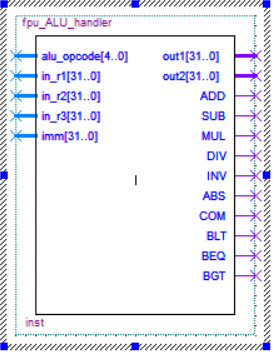 fpu_ALU_handler
alu_opcode[4..0] out1[31..0]
in_r1[31..0] out2[31..0]
in_r2[31..0] ADD
in_r3[31..0] SUB
imm[31..0] MUL
DIV
INV
ABS
COM
BLT
BEQ
BGT
inst